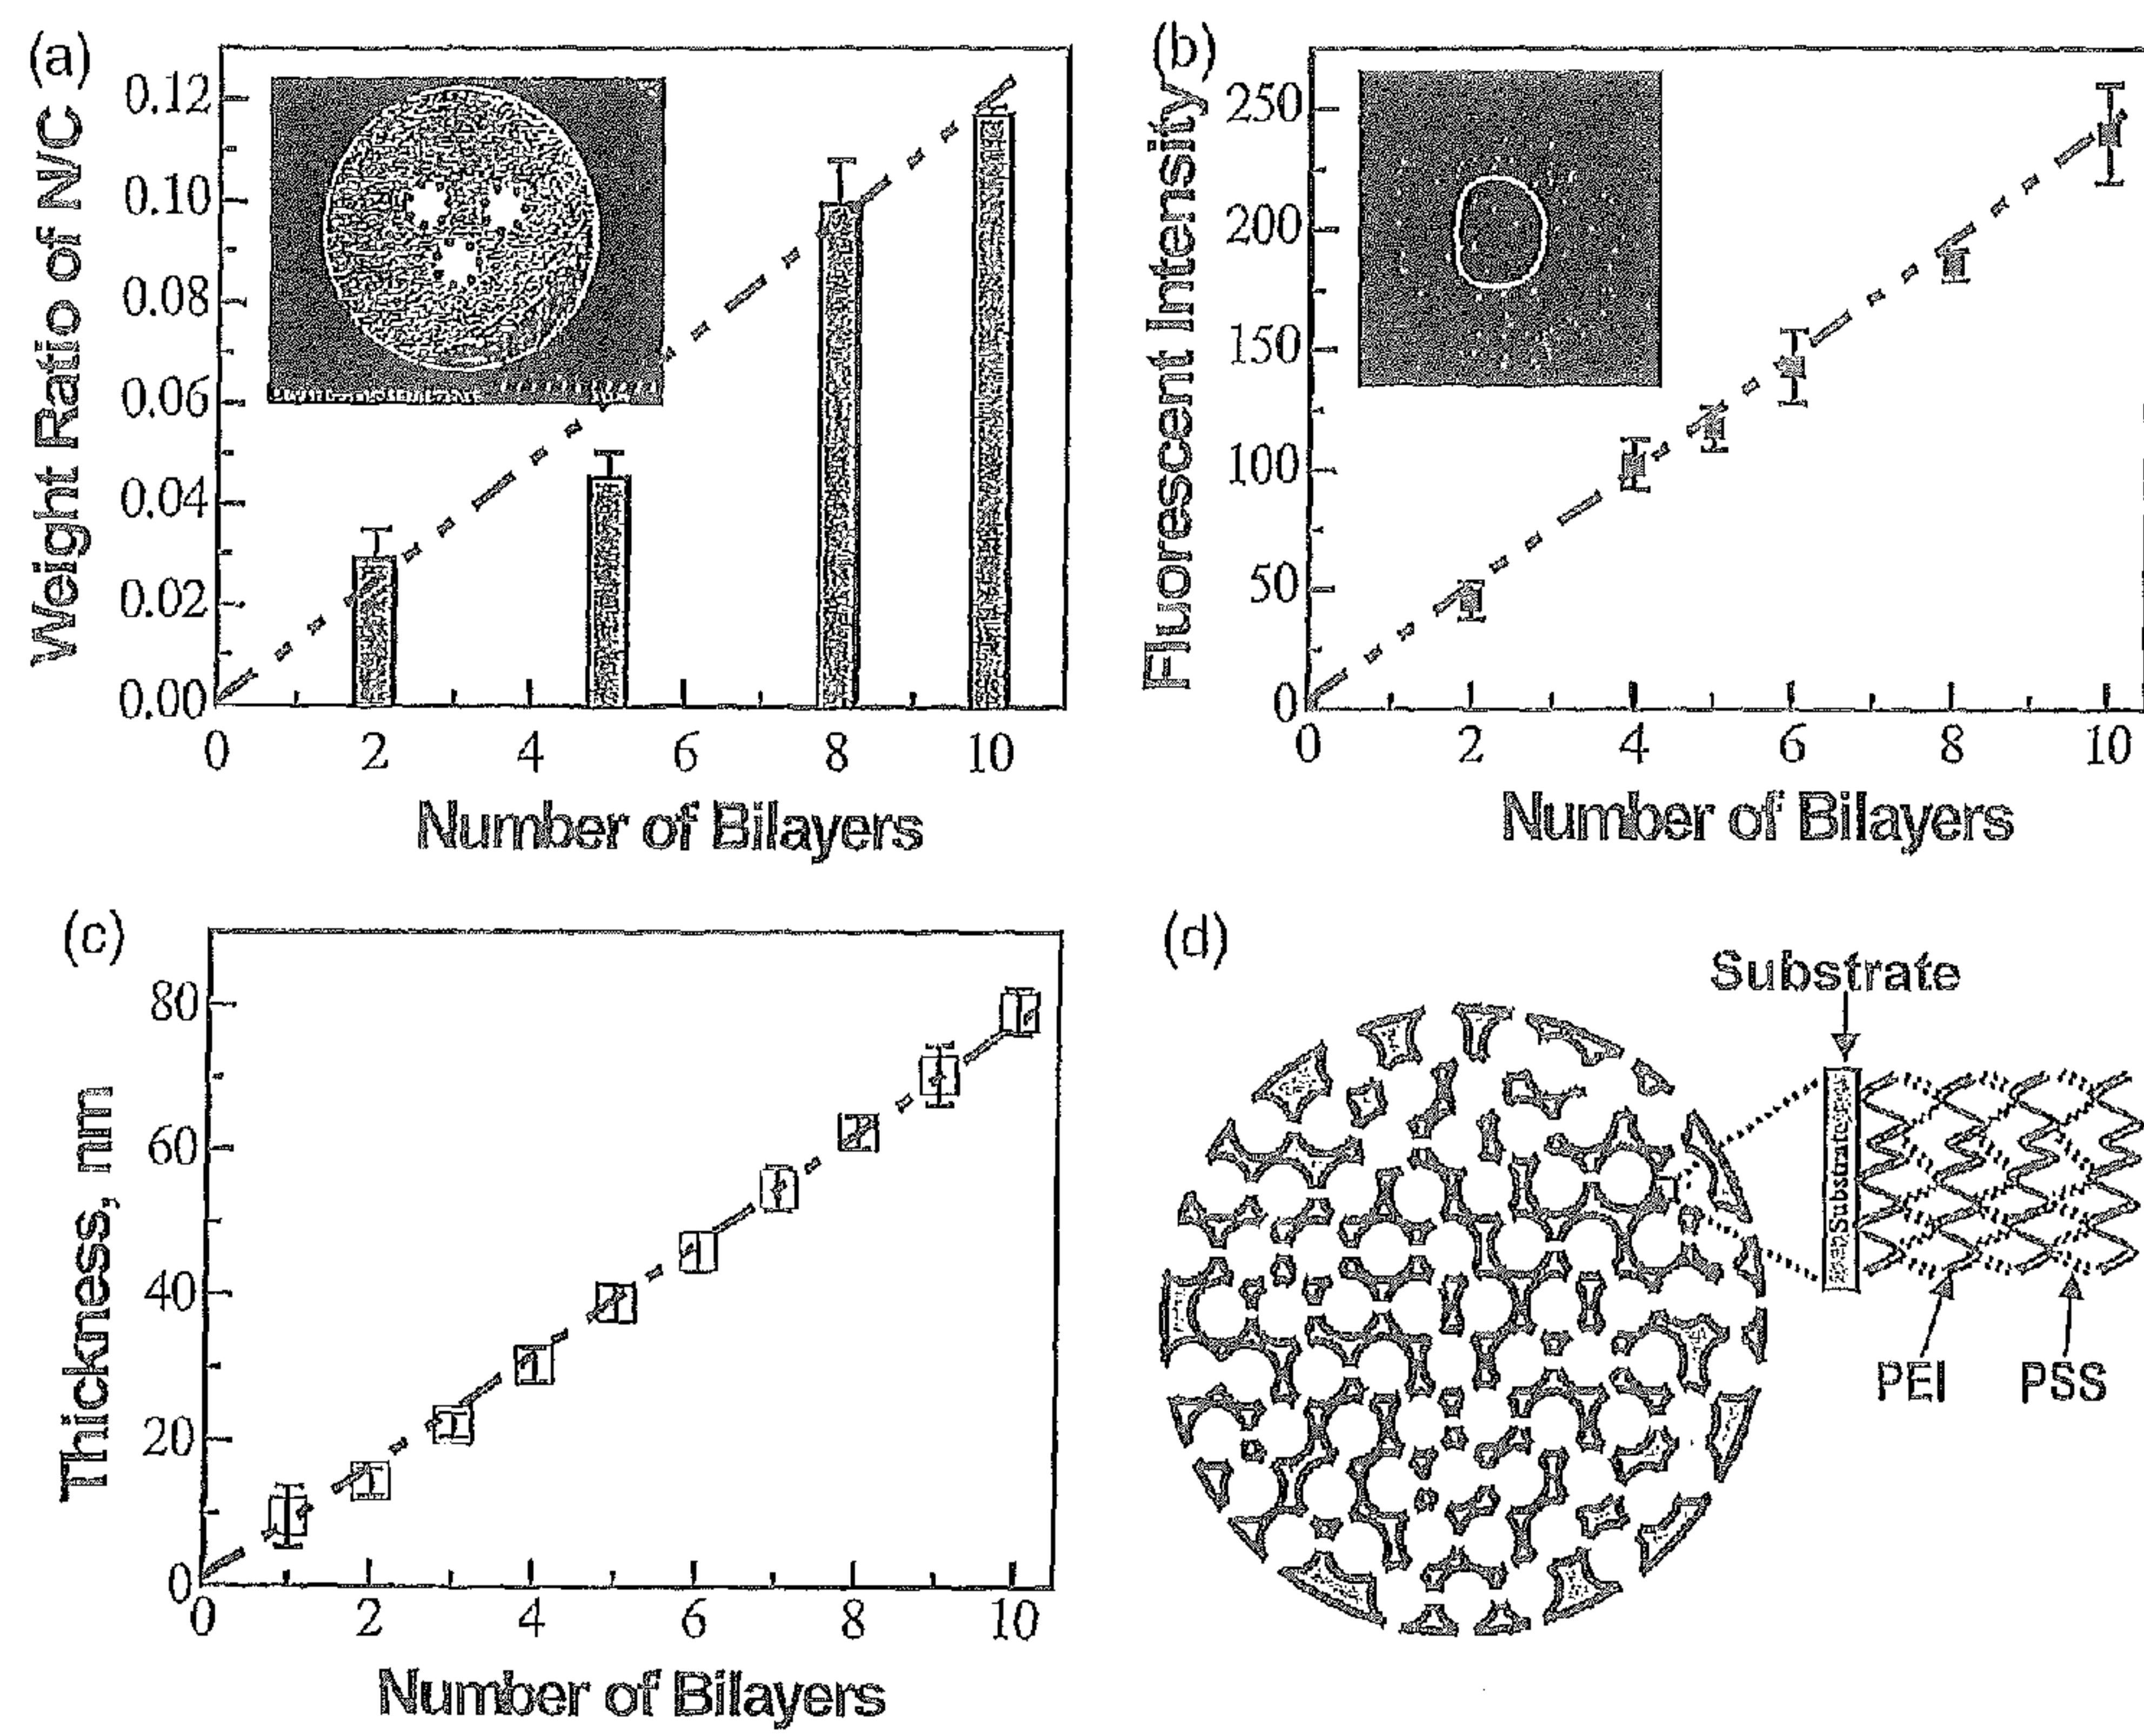 (a)
Weight Ratio of N/C
0.12
0.10
0.08
0.06
0.04
0.02
0.00
0 2 4 6 8 10
Number of Bilayers
(b)
Fluorescent Intensity
250
200
150
100
50
0
0 2 4 6 8 10
Number of Bilayers
(c)
Thickness, nm
80
60
40
20
0
0 2 4 6 8 10
Number of Bilayers
(d)
Substrate
Substrate
PEI PSS